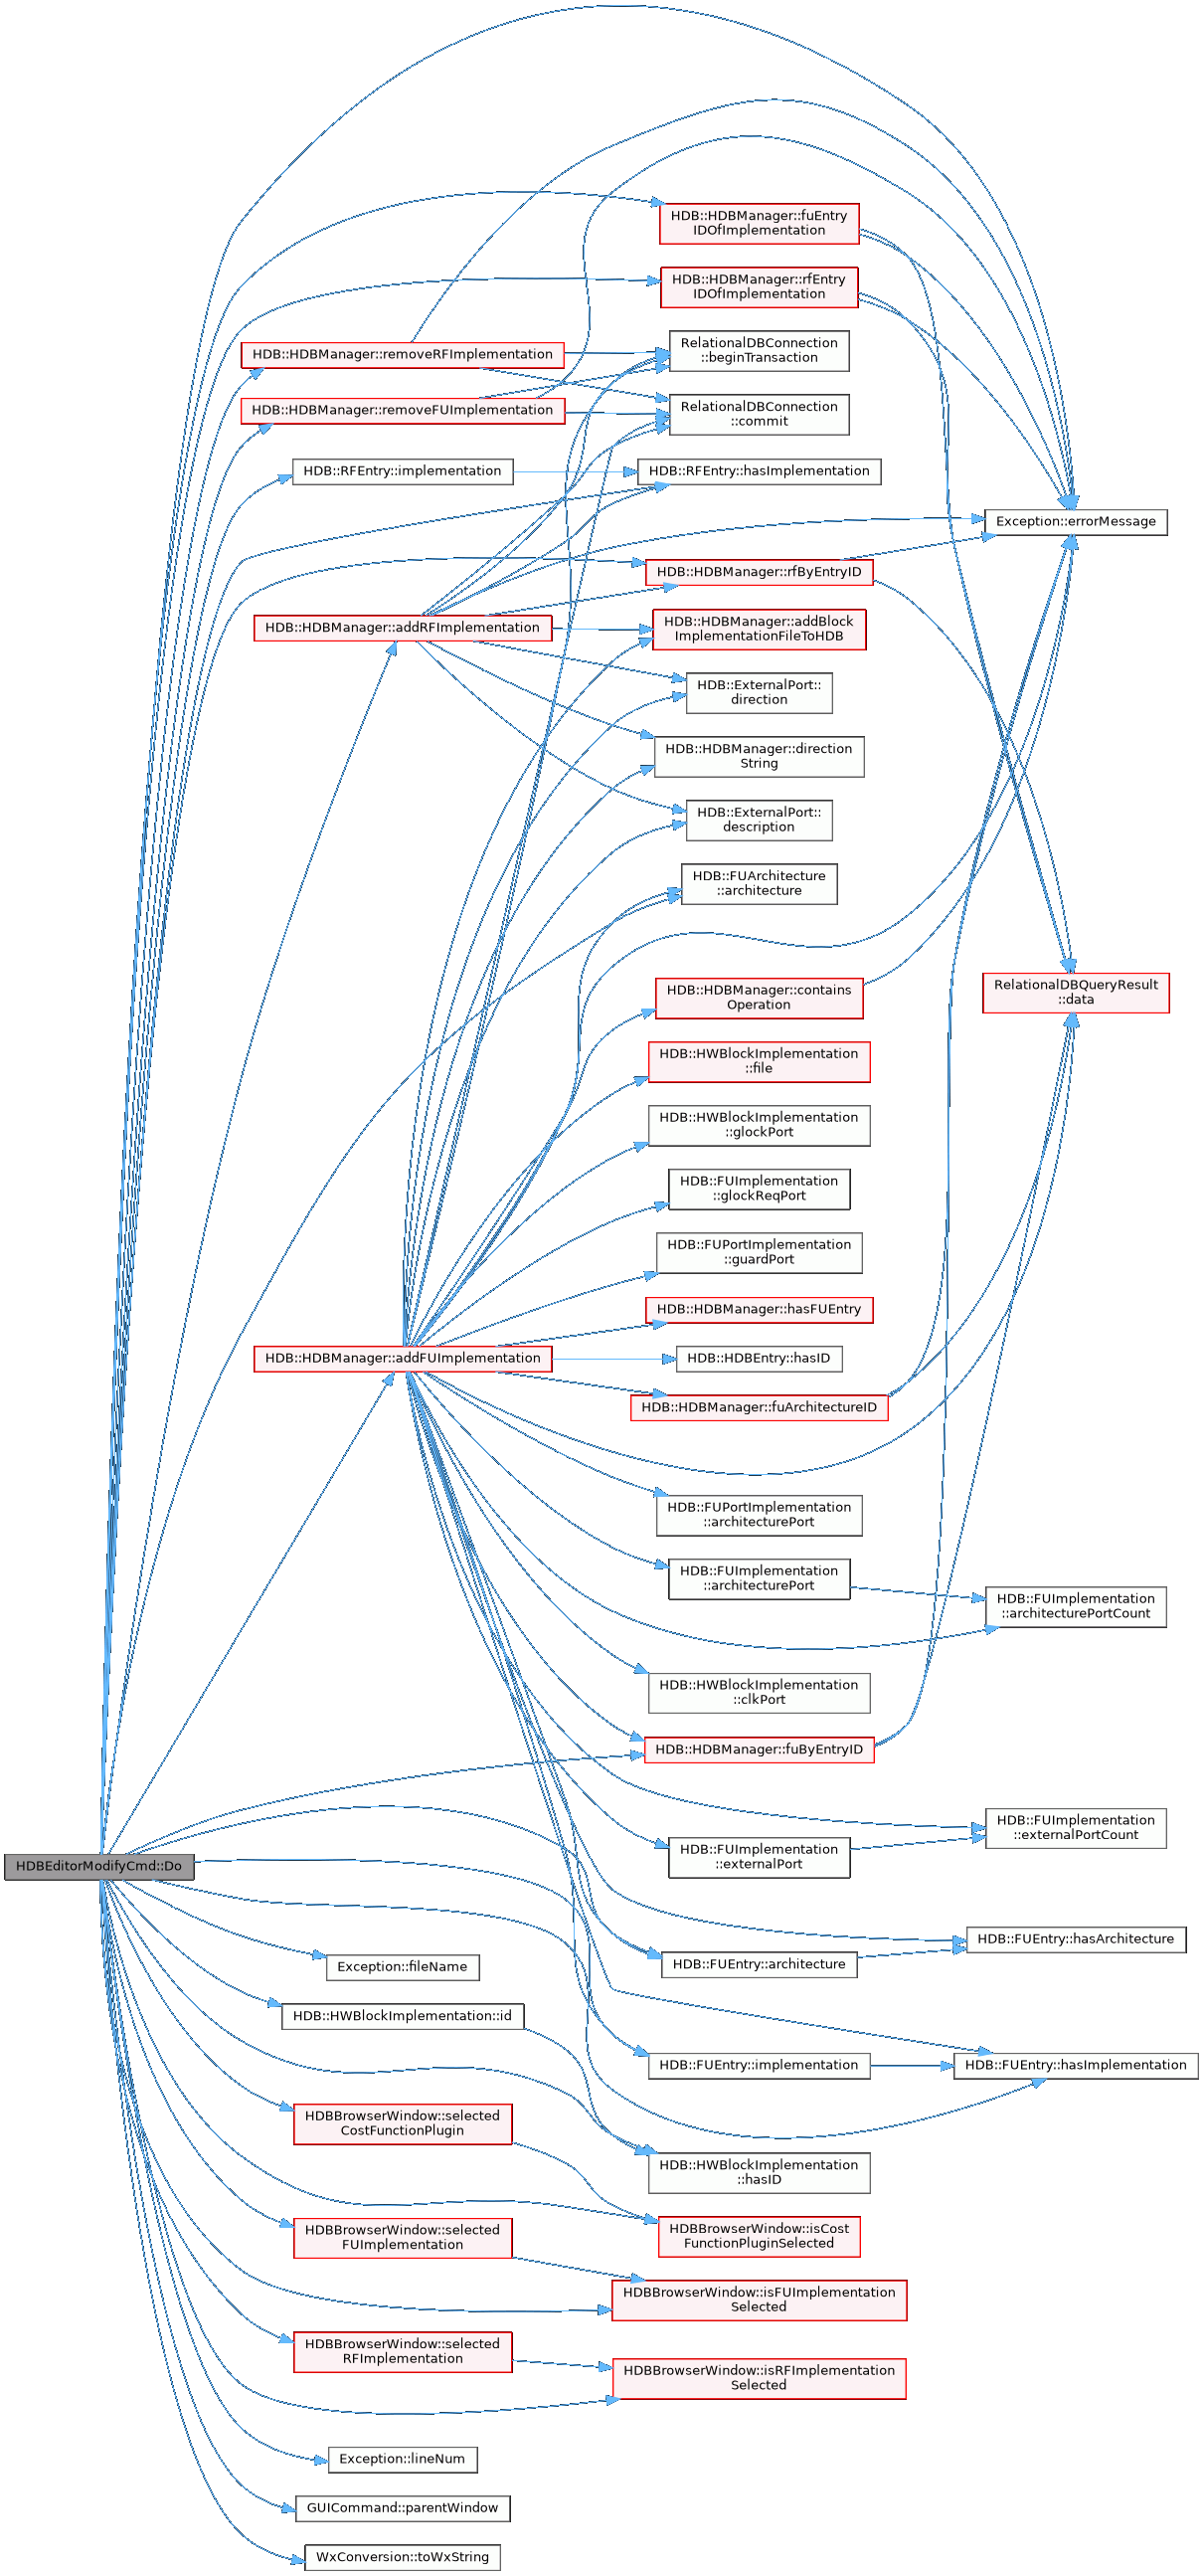 HDB::HDBManager::fuEntry
IDOfImplementation
HDB::HDBManager::rfEntry
IDOfImplementation
HDB::HDBManager::removeRFImplementation
RelationalDBConnection
::beginTransaction
HDB::HDBManager::removeFUImplementation
RelationalDBConnection
::commit
HDB::RFEntry::implementation
HDB::RFEntry::hasImplementation
Exception::errorMessage
HDB::HDBManager::rfByEntryID
HDB::HDBManager::addRFImplementation
HDB::HDBManager::addBlock
ImplementationFileToHDB
HDB::ExternalPort::
direction
HDB::HDBManager::direction
String
HDB::ExternalPort::
description
HDB::FUArchitecture
::architecture
HDB::HDBManager::contains
Operation
RelationalDBQueryResult
::data
HDB::HWBlockImplementation
::file
HDB::HWBlockImplementation
::glockPort
HDB::FUImplementation
::glockReqPort
HDB::FUPortImplementation
::guardPort
HDB::HDBManager::hasFUEntry
HDB::HDBManager::addFUImplementation
HDB::HDBEntry::hasID
HDB::HDBManager::fuArchitectureID
HDB::FUPortImplementation
::architecturePort
HDB::FUImplementation
::architecturePort
HDB::FUImplementation
::architecturePortCount
HDB::HWBlockImplementation
::clkPort
HDB::HDBManager::fuByEntryID
HDB::FUImplementation
::externalPortCount
HDB::FUImplementation
::externalPort
HDBEditorModifyCmd::Do
HDB::FUEntry::hasArchitecture
HDB::FUEntry::architecture
Exception::fileName
HDB::HWBlockImplementation::id
HDB::FUEntry::implementation
HDB::FUEntry::hasImplementation
HDBBrowserWindow::selected
CostFunctionPlugin
HDB::HWBlockImplementation
::hasID
HDBBrowserWindow::selected
FUImplementation
HDBBrowserWindow::isCost
FunctionPluginSelected
HDBBrowserWindow::isFUImplementation
Selected
HDBBrowserWindow::selected
RFImplementation
HDBBrowserWindow::isRFImplementation
Selected
Exception::lineNum
GUICommand::parentWindow
WxConversion::toWxString